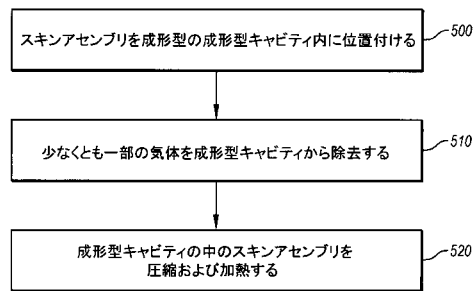 スキンアセンブリを成形型の成形型キャビティ内に位置付ける
500
少なくとも一部の気体を成形型キャビティから除去する
510
成形型キャビティの中のスキンアセンブリを
圧縮および加熱する
520